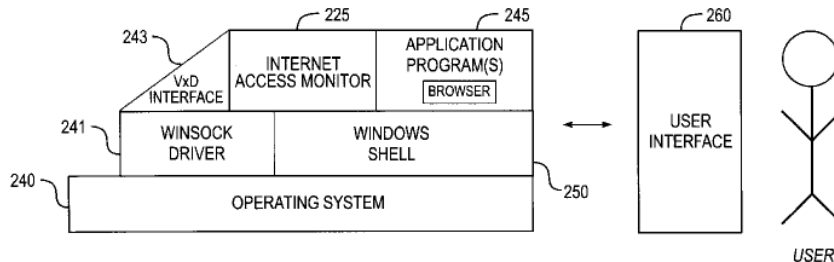 225
245
260
243
VxD
INTERFACE
INTERNET
ACCESS MONITOR
APPLICATION
PROGRAM(S)
BROWSER
241
WINSOCK
DRIVER
WINDOWS
SHELL
USER
INTERFACE
240
250
OPERATING SYSTEM
USER